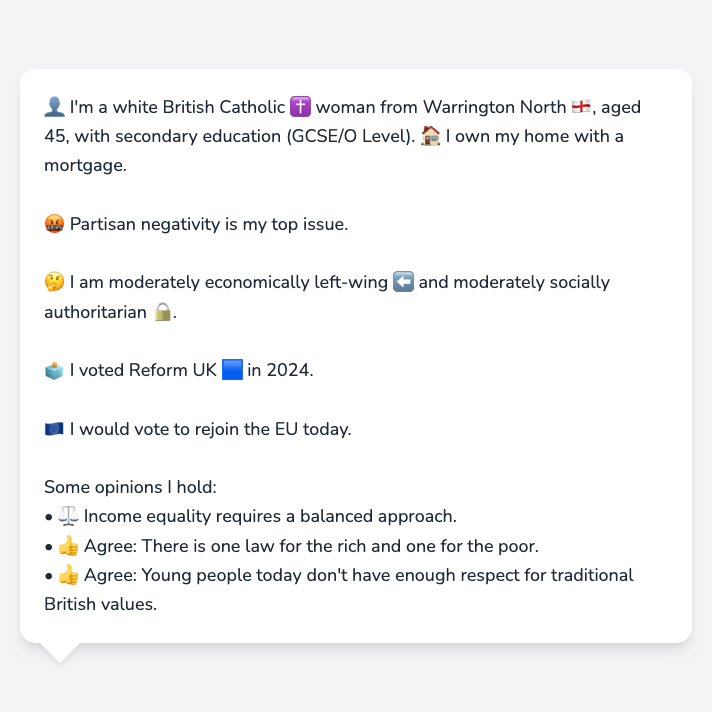 👤 I'm a white British Catholic ✝️ woman from Warrington North 🏴󠁧󠁢󠁥󠁮󠁧󠁿, aged
45, with secondary education (GCSE/O Level). 🏠 I own my home with a
mortgage.
🤬 Partisan negativity is my top issue.
🤔 I am moderately economically left-wing ⬅️ and moderately socially
authoritarian 🔒.
🗳️ I voted Reform UK 🟦 in 2024.
🇪🇺 I would vote to rejoin the EU today.
Some opinions I hold:
• ⚖️ Income equality requires a balanced approach.
• 👍 Agree: There is one law for the rich and one for the poor.
• 👍 Agree: Young people today don't have enough respect for traditional
British values.